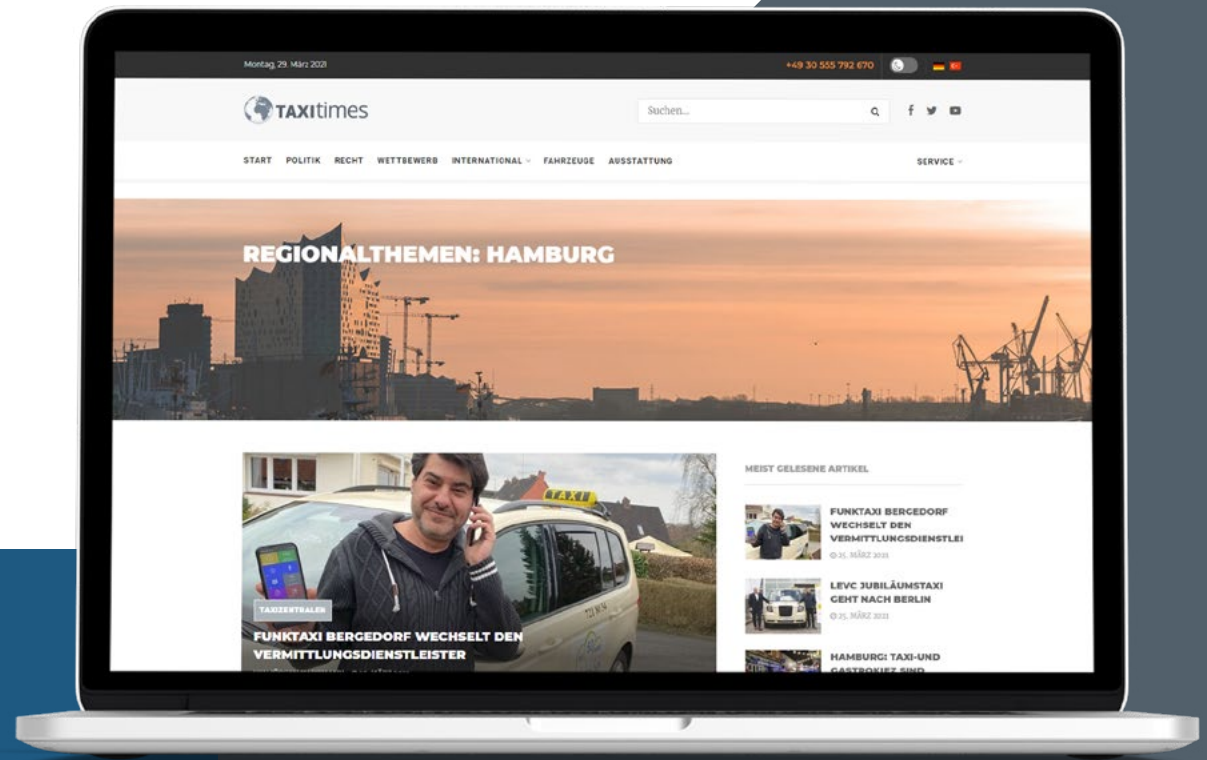 Montag, 29. März 2021
+49 30 555 792 670
TAXItimes
Suchen...
START POLITIK RECHT WETTBEWERB INTERNATIONAL FAHRZEUGE AUSSTATTUNG SERVICE
REGIONALTHEMEN: HAMBURG
TAXI
TAXIZENTRALEN
FUNKTAXI BERGEDORF WECHSELT DEN
VERMITTLUNGSDIENSTLEISTER
MEIST GELESENE ARTIKEL
FUNKTAXI BERGEDORF
WECHSELT DEN
VERMITTLUNGSDIENSTLEI
25. MÄRZ 2021
LEVC JUBILÄUMSTAXI
GEHT NACH BERLIN
25. MÄRZ 2021
HAMBURG: TAXI-UND
GASTROKIEZ SIND